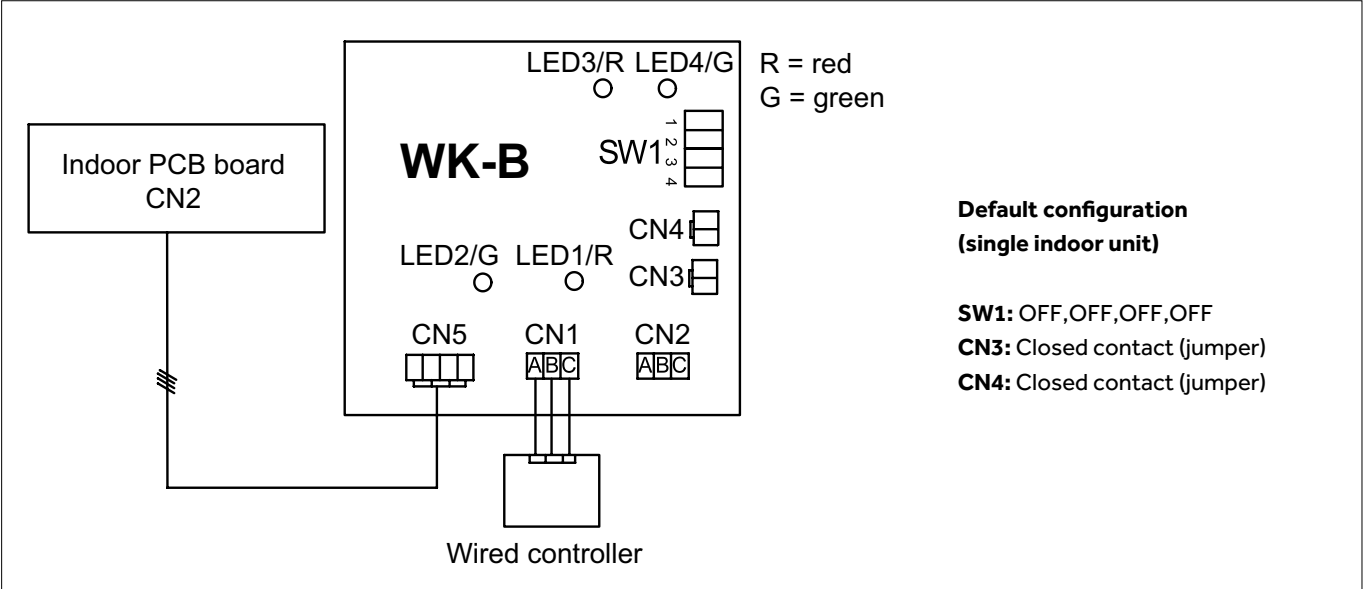 LED3/R LED4/G
R = red
G = green
Indoor PCB board
CN2
WK-B
SW1
1
2
3
4
CN4
LED2/G LED1/R
CN3
CN5
CN1
CN2
A B C
A B C
Wired controller
Default configuration
(single indoor unit)
SW1: OFF,OFF,OFF,OFF
CN3: Closed contact (jumper)
CN4: Closed contact (jumper)